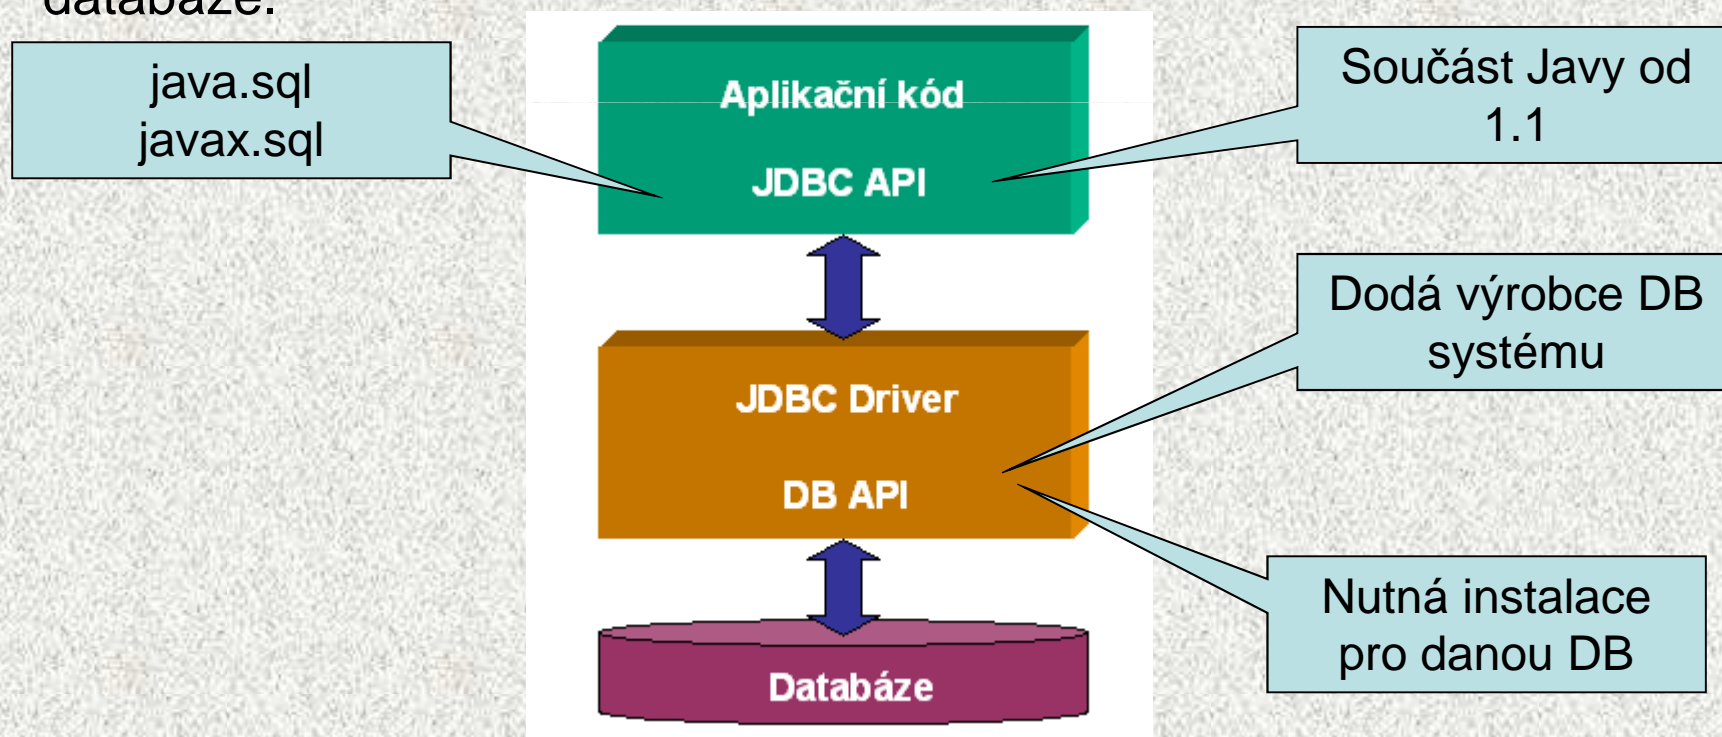 databáze.
java.sql
javax.sql
Aplikační kód
JDBC API
Součást Javy od
1.1
Dodá výrobce DB
systému
JDBC Driver
DB API
Nutná instalace
pro danou DB
Databáze